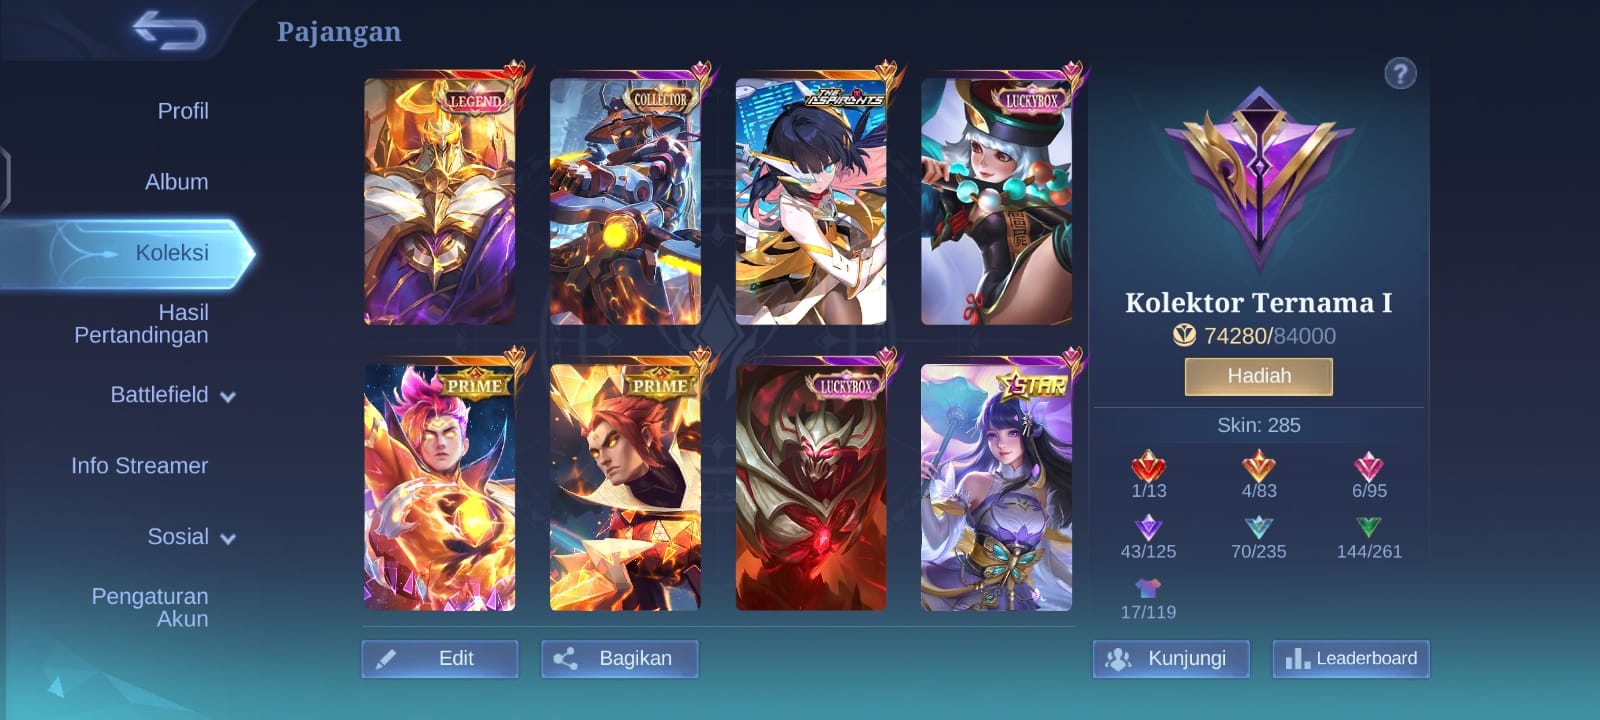 Pajangan
Profil
Album
Koleksi
Hasil
Pertandingan
Battlefield
Info Streamer
Sosial
Pengaturan
Akun
LEGEND
COLLECTOR
THE ASPIRANTS
LUCKYBOX
PRIME
PRIME
LUCKYBOX
STAR
Edit
Bagikan
?
Kolektor Ternama I
74280/84000
Hadiah
Skin: 285
1/13
4/83
6/95
43/125
70/235
144/261
17/119
Kunjungi
Leaderboard